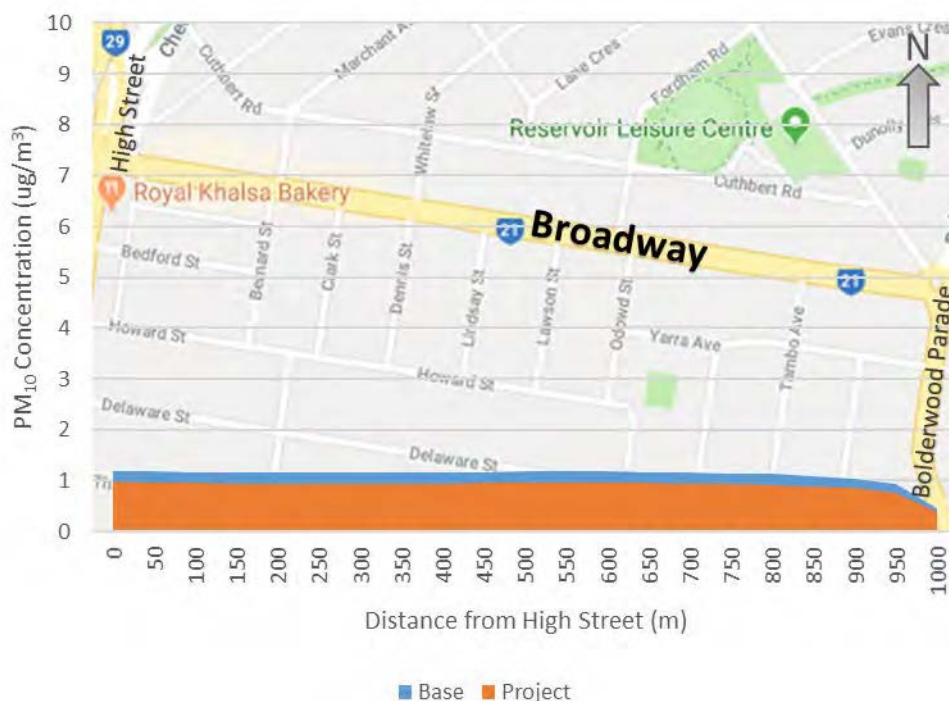 10
9
8
7
6
5
4
3
2
1
0
PM₁₀ Concentration (ug/m³)
29
High Street
Che
Cuthbert Rd
Marchant A
Whitelaw St
Lane Cres
Fordham Rd
Evans Cres
N
Reservoir Leisure Centre
Dunolly
Cuthbert Rd
Royal Khalsa Bakery
21
Broadway
21
Bedford St
Bernard St
Clark St
Dennis St
Lindsay St
Lawson St
Odowd St
Yarra Ave
Tambo Ave
Bolderwood Parade
Howard St
Howard St
Delaware St
Delaware St
Th
0 50 100 150 200 250 300 350 400 450 500 550 600 650 700 750 800 850 900 950 1000
Distance from High Street (m)
Base Project